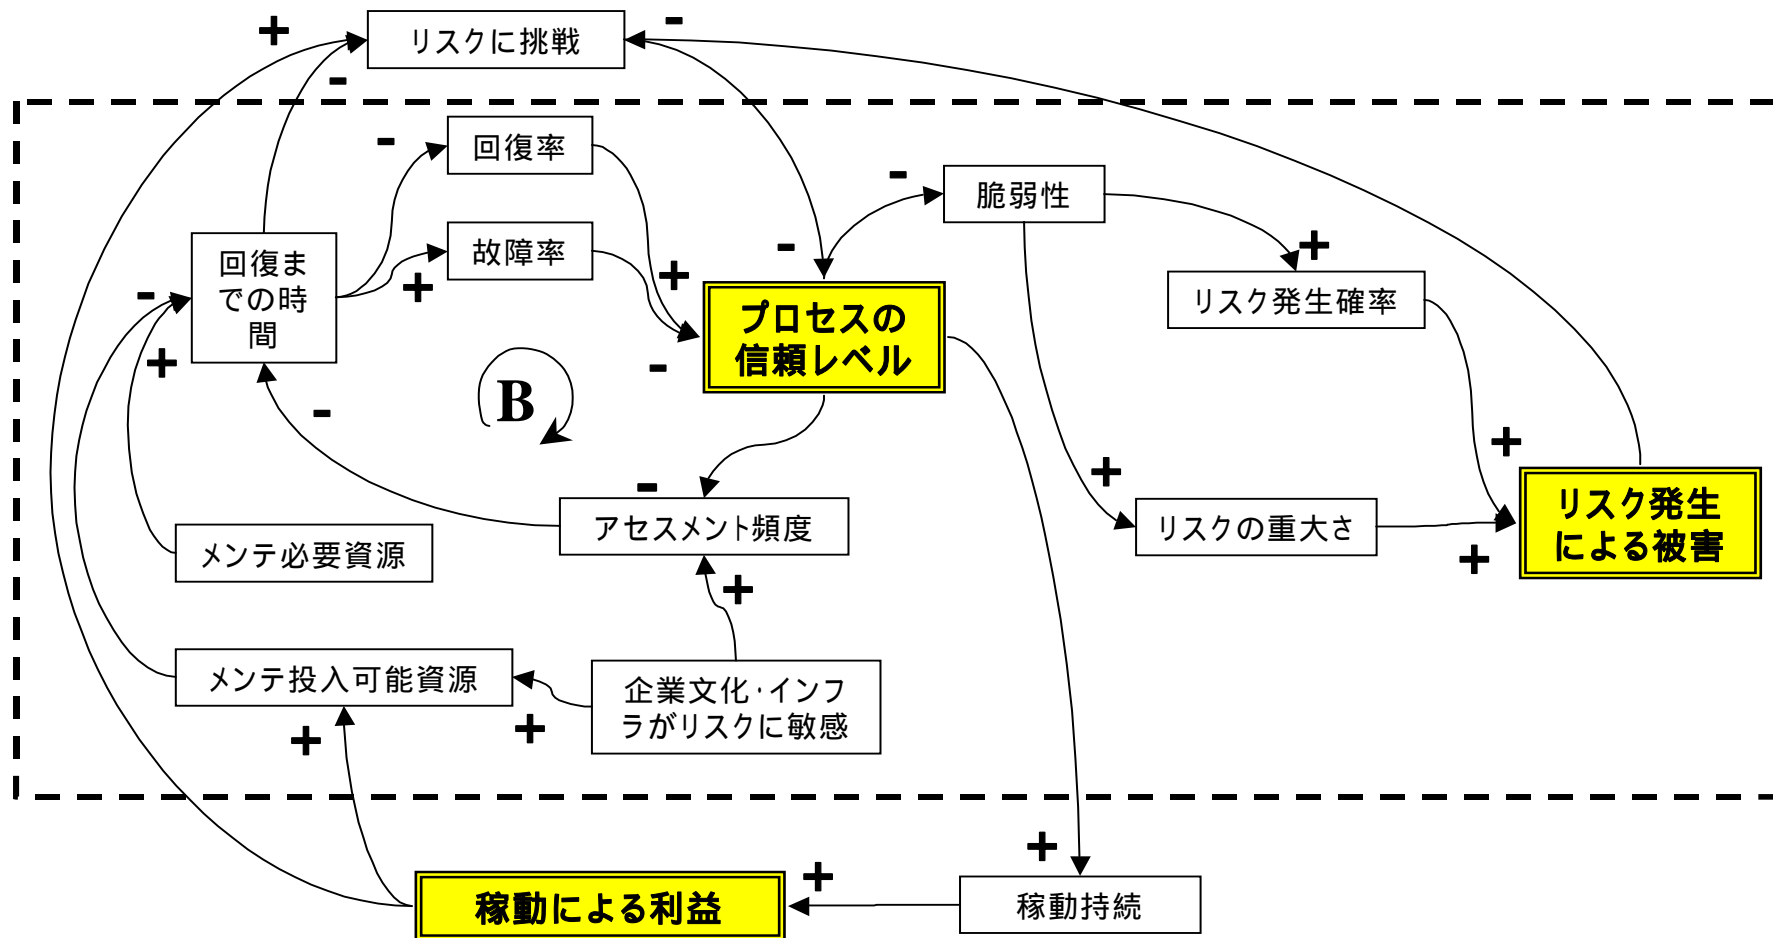 +
-
リスクに挑戦
-
-
回復率
-
脆弱性
故障率
+
回復ま
での時
間
-
+
+
-
プロセスの
信頼レベル
-
+
リスク発生確率
+
B
-
-
+
+
リスク発生
による被害
アセスメント頻度
リスクの重大さ
+
メンテ必要資源
+
メンテ投入可能資源
+
企業文化・インフ
ラがリスクに敏感
+
+
+
稼動による利益
稼動持続